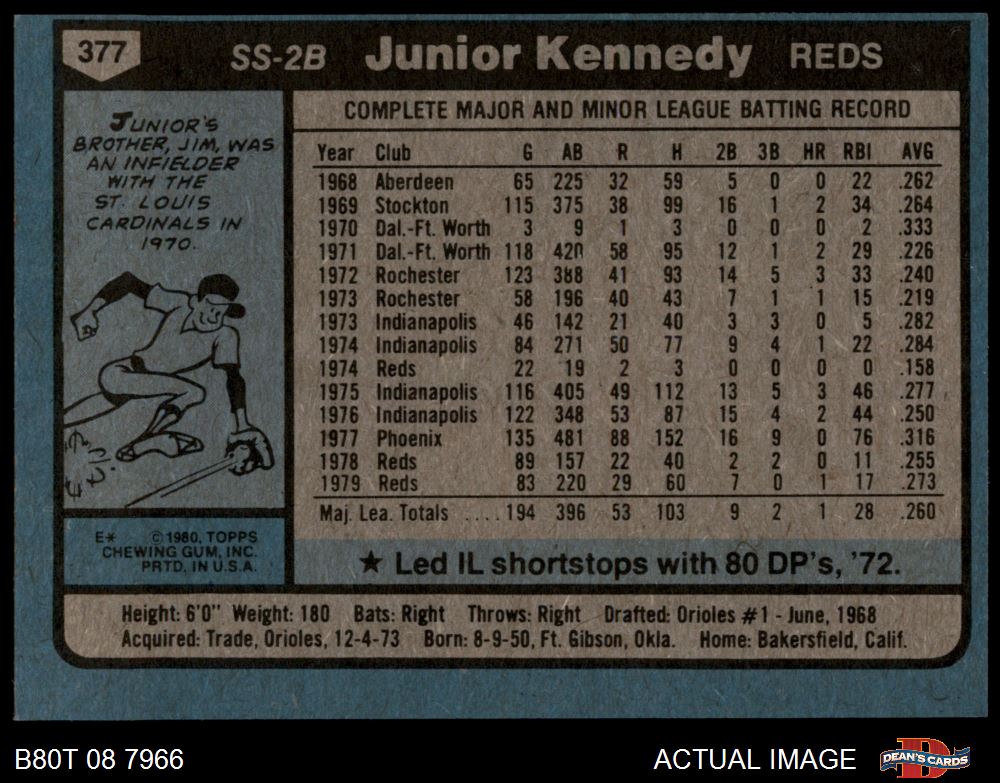 377 SS-2B Junior Kennedy REDS
JUNIOR'S
BROTHER, JIM, WAS
AN INFIELDER
WITH THE
ST. LOUIS
CARDINALS IN
1970.
COMPLETE MAJOR AND MINOR LEAGUE BATTING RECORD
Year Club G AB R H 2B 3B HR RBI AVG
1968 Aberdeen 65 225 32 59 5 0 0 22 .262
1969 Stockton 115 375 38 99 16 1 2 34 .264
1970 Dal.-Ft. Worth 3 9 1 3 0 0 0 2 .333
1971 Dal.-Ft. Worth 118 420 58 95 12 1 2 29 .226
1972 Rochester 123 388 41 93 14 5 3 33 .240
1973 Rochester 58 196 40 43 7 1 1 15 .219
1973 Indianapolis 46 142 21 40 3 3 0 5 .282
1974 Indianapolis 84 271 50 77 9 4 1 22 .284
1974 Reds 22 19 2 3 0 0 0 0 .158
1975 Indianapolis 116 405 49 112 13 5 3 46 .277
1976 Indianapolis 122 348 53 87 15 4 2 44 .250
1977 Phoenix 135 481 88 152 16 9 0 76 .316
1978 Reds 89 157 22 40 2 2 0 11 .255
1979 Reds 83 220 29 60 7 0 1 17 .273
Maj. Lea. Totals ....194 396 53 103 9 2 1 28 .260
★ Led IL shortstops with 80 DP's, '72.
E* ©1980, TOPPS
CHEWING GUM, INC.
PRTD. IN U.S.A.
Height: 6'0" Weight: 180 Bats: Right Throws: Right Drafted: Orioles #1 - June, 1968
Acquired: Trade, Orioles, 12-4-73 Born: 8-9-50, Ft. Gibson, Okla. Home: Bakersfield, Calif.
B80T 08 7966 ACTUAL IMAGE DEAN'S CARDS